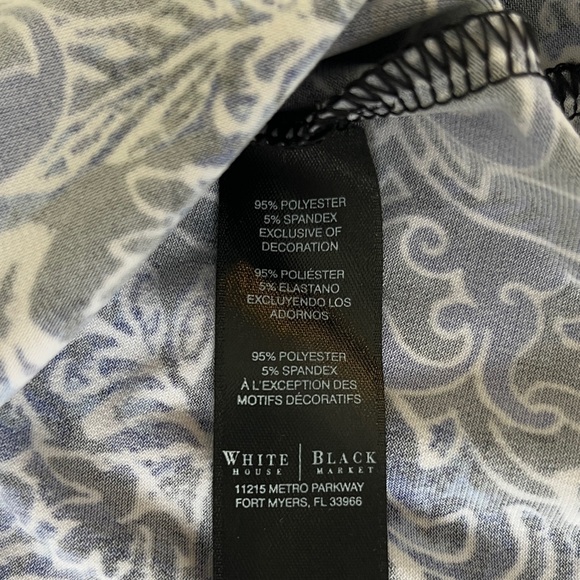 95% POLYESTER
5% SPANDEX
EXCLUSIVE OF
DECORATION
95% POLIÉSTER
5% ELASTANO
EXCLUYENDO LOS
ADORNOS
95% POLYESTER
5% SPANDEX
À L'EXCEPTION DES
MOTIFS DÉCORATIFS
WHITE | BLACK
HOUSE | MARKET
11215 METRO PARKWAY
FORT MYERS, FL 33966